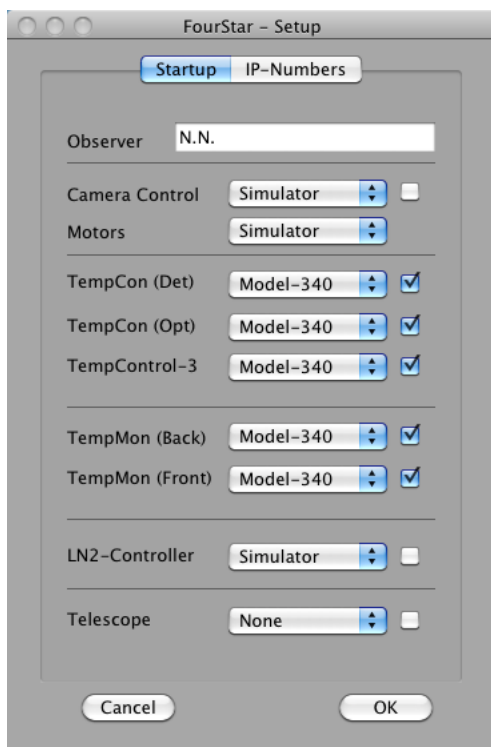 FourStar - Setup
Startup IP-Numbers
Observer N.N.
Camera Control Simulator
Motors Simulator
TempCon (Det) Model-340
TempCon (Opt) Model-340
TempControl-3 Model-340
TempMon (Back) Model-340
TempMon (Front) Model-340
LN2-Controller Simulator
Telescope None
Cancel OK